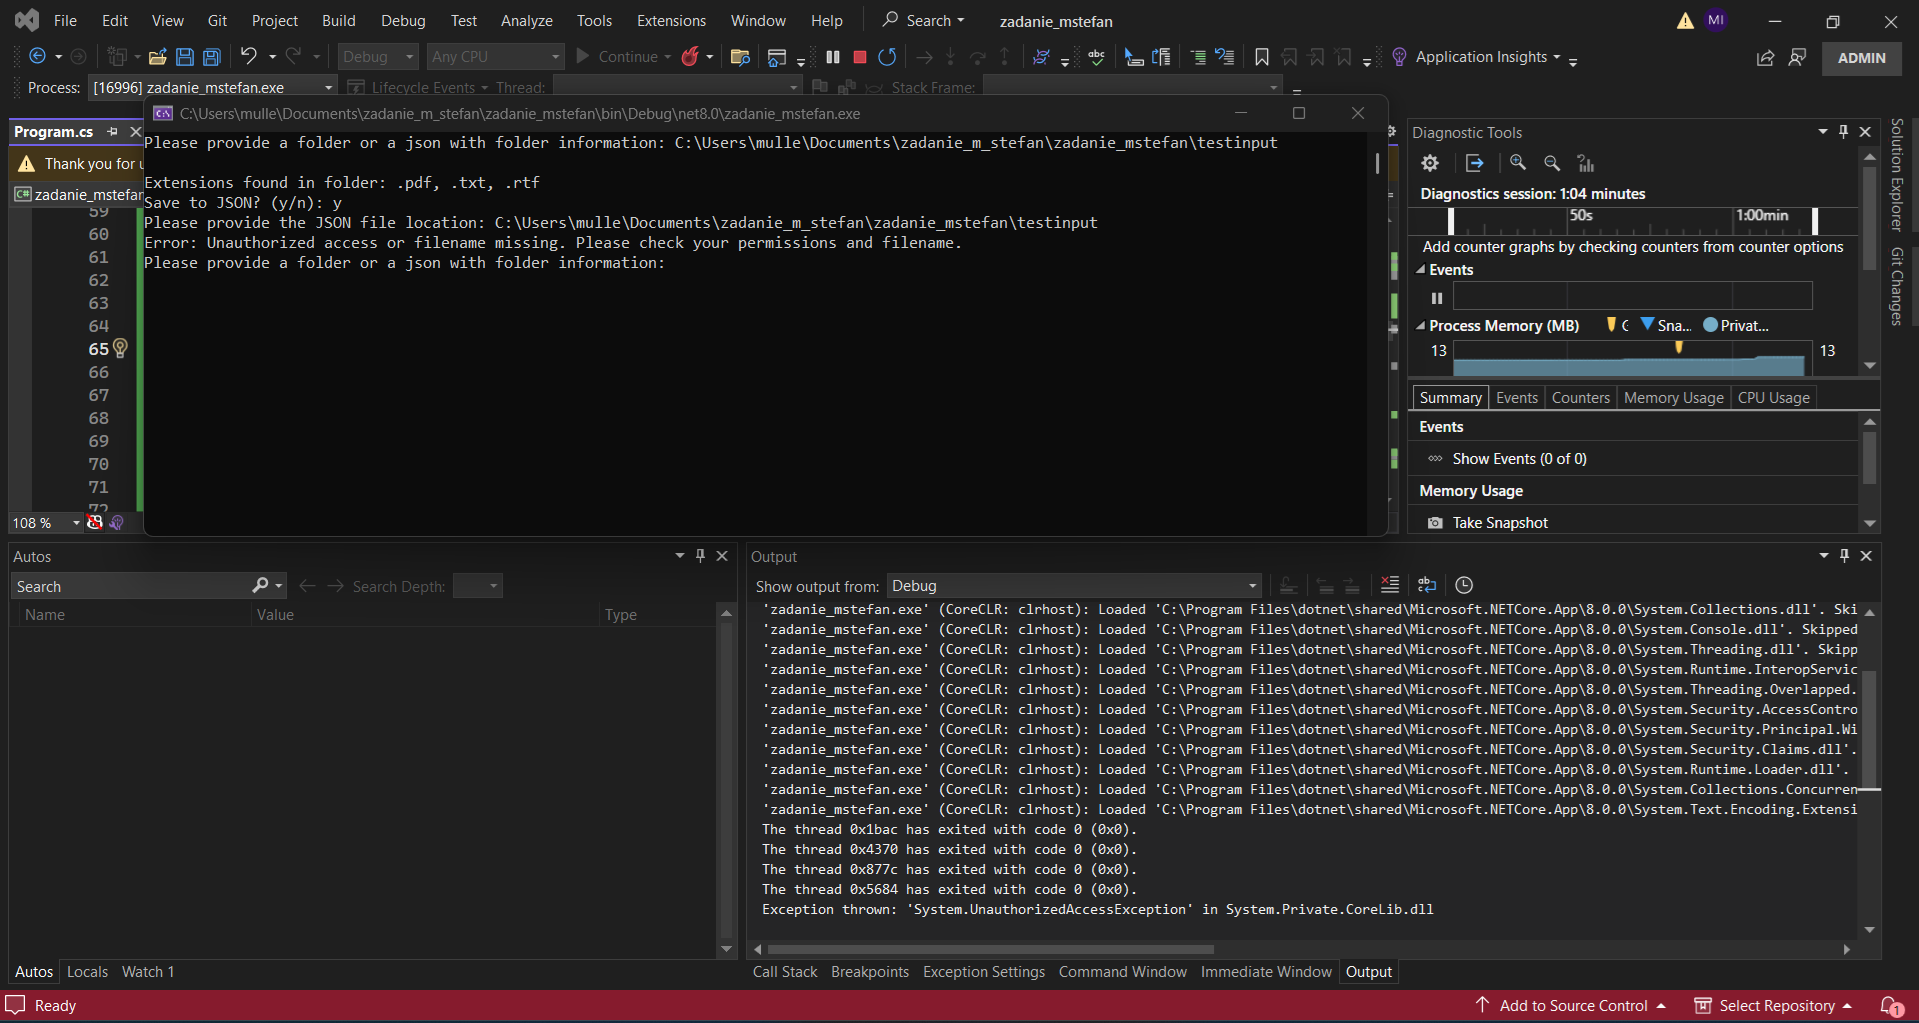 File Edit View Git Project Build Debug Test Analyze Tools Extensions Window Help Search zadanie_mstefan MI
Debug Any CPU Continue Application Insights ADMIN
Process: [16996] zadanie_mstefan.exe Lifecycle Events Thread: Stack Frame:
C:\Users\mulle\Documents\zadanie_m_stefan\zadanie_mstefan\bin\Debug\net8.0\zadanie_mstefan.exe
Program.cs
Thank you for u
zadanie_mstefan
Please provide a folder or a json with folder information: C:\Users\mulle\Documents\zadanie_m_stefan\zadanie_mstefan\testinput
Extensions found in folder: .pdf, .txt, .rtf
Save to JSON? (y/n): y
Please provide the JSON file location: C:\Users\mulle\Documents\zadanie_m_stefan\zadanie_mstefan\testinput
Error: Unauthorized access or filename missing. Please check your permissions and filename.
Please provide a folder or a json with folder information:
59
60
61
62
63
64
65
66
67
68
69
70
71
72
108 %
Diagnostic Tools
Diagnostics session: 1:04 minutes
50s 1:00min
Add counter graphs by checking counters from counter options
Events
Process Memory (MB) G Sna... Privat...
13 13
Summary Events Counters Memory Usage CPU Usage
Events
Show Events (0 of 0)
Memory Usage
Take Snapshot
Solution Explorer
Git Changes
Autos
Search Search Depth:
Name Value Type
Autos Locals Watch 1
Output
Show output from: Debug
'zadanie_mstefan.exe' (CoreCLR: clrhost): Loaded 'C:\Program Files\dotnet\shared\Microsoft.NETCore.App\8.0.0\System.Collections.dll'. Ski
'zadanie_mstefan.exe' (CoreCLR: clrhost): Loaded 'C:\Program Files\dotnet\shared\Microsoft.NETCore.App\8.0.0\System.Console.dll'. Skipped
'zadanie_mstefan.exe' (CoreCLR: clrhost): Loaded 'C:\Program Files\dotnet\shared\Microsoft.NETCore.App\8.0.0\System.Threading.dll'. Skipp
'zadanie_mstefan.exe' (CoreCLR: clrhost): Loaded 'C:\Program Files\dotnet\shared\Microsoft.NETCore.App\8.0.0\System.Runtime.InteropServic
'zadanie_mstefan.exe' (CoreCLR: clrhost): Loaded 'C:\Program Files\dotnet\shared\Microsoft.NETCore.App\8.0.0\System.Threading.Overlapped.
'zadanie_mstefan.exe' (CoreCLR: clrhost): Loaded 'C:\Program Files\dotnet\shared\Microsoft.NETCore.App\8.0.0\System.Security.AccessContro
'zadanie_mstefan.exe' (CoreCLR: clrhost): Loaded 'C:\Program Files\dotnet\shared\Microsoft.NETCore.App\8.0.0\System.Security.Principal.Wi
'zadanie_mstefan.exe' (CoreCLR: clrhost): Loaded 'C:\Program Files\dotnet\shared\Microsoft.NETCore.App\8.0.0\System.Security.Claims.dll'.
'zadanie_mstefan.exe' (CoreCLR: clrhost): Loaded 'C:\Program Files\dotnet\shared\Microsoft.NETCore.App\8.0.0\System.Runtime.Loader.dll'.
'zadanie_mstefan.exe' (CoreCLR: clrhost): Loaded 'C:\Program Files\dotnet\shared\Microsoft.NETCore.App\8.0.0\System.Collections.Concurren
'zadanie_mstefan.exe' (CoreCLR: clrhost): Loaded 'C:\Program Files\dotnet\shared\Microsoft.NETCore.App\8.0.0\System.Text.Encoding.Extensi
The thread 0x1bac has exited with code 0 (0x0).
The thread 0x4370 has exited with code 0 (0x0).
The thread 0x877c has exited with code 0 (0x0).
The thread 0x5684 has exited with code 0 (0x0).
Exception thrown: 'System.UnauthorizedAccessException' in System.Private.CoreLib.dll
Call Stack Breakpoints Exception Settings Command Window Immediate Window Output
Ready Add to Source Control Select Repository 1